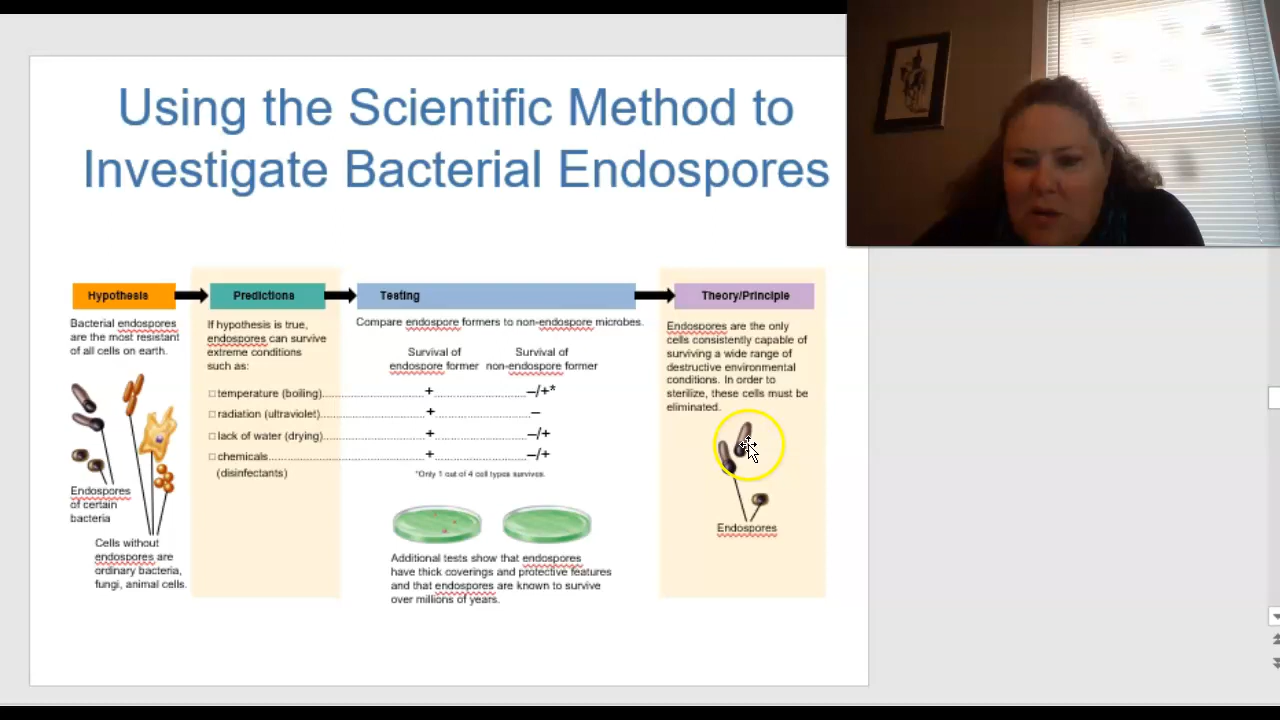 Using the Scientific Method to
Investigate Bacterial Endospores
Hypothesis
Bacterial endospores
are the most resistant
of all cells on earth.
Endospores
of certain
bacteria
Cells without
endospores are
ordinary bacteria,
fungi, animal cells.
Predictions
If hypothesis is true,
endospores can survive
extreme conditions
such as:
Testing
Compare endospore formers to non-endospore microbes.
Survival of
endospore former
Survival of
non-endospore former
□ temperature (boiling)..........+..........–/+*
□ radiation (ultraviolet)..........+..........–
□ lack of water (drying)..........+..........–/+
□ chemicals..........+..........–/+
(disinfectants)
*Only 1 out of 4 cell types survives.
Additional tests show that endospores
have thick coverings and protective features
and that endospores are known to survive
over millions of years.
Theory/Principle
Endospores are the only
cells consistently capable of
surviving a wide range of
destructive environmental
conditions. In order to
sterilize, these cells must be
eliminated.
Endospores